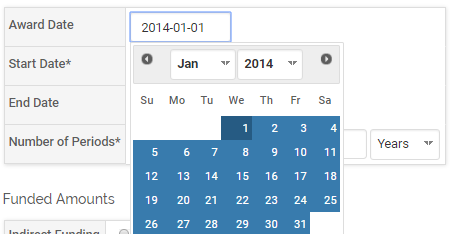 Award Date 2014-01-01
Start Date*
End Date
Number of Periods* Years
Jan 2014
Su Mo Tu We Th Fr Sa
1 2 3 4
5 6 7 8 9 10 11
12 13 14 15 16 17 18
19 20 21 22 23 24 25
26 27 28 29 30 31
Funded Amounts
Indirect Funding